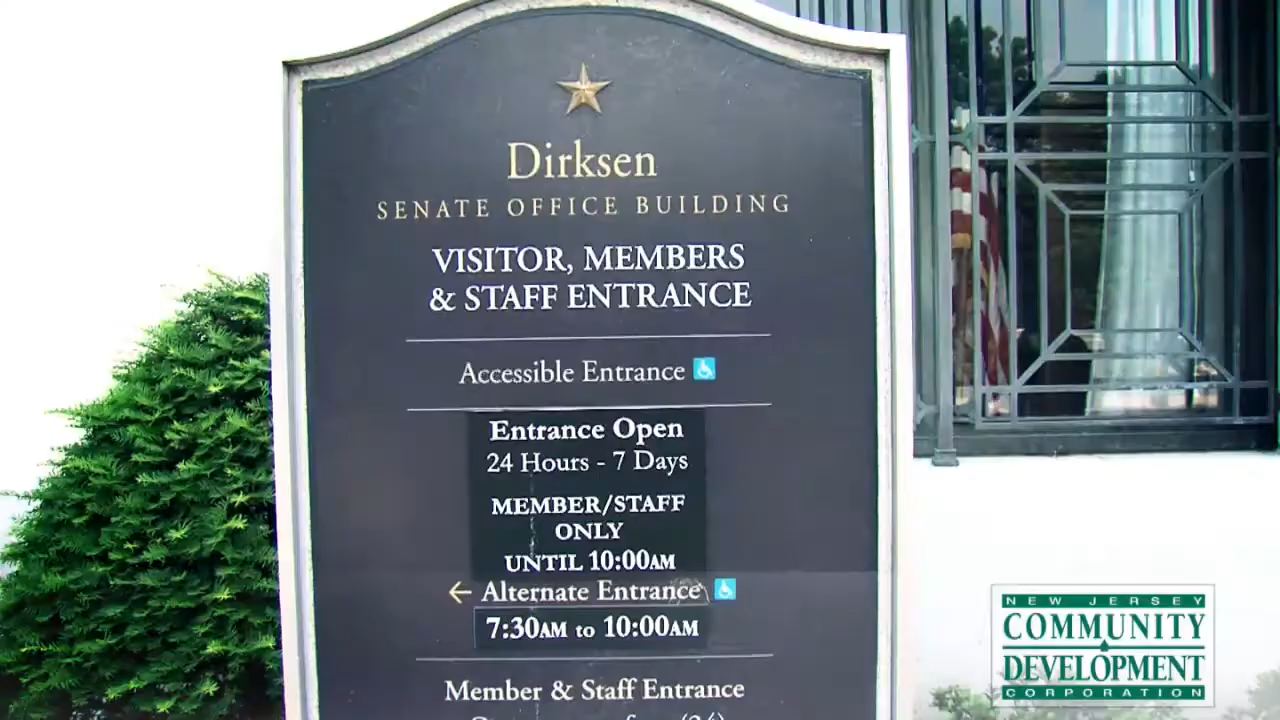 Dirksen
SENATE OFFICE BUILDING
VISITOR, MEMBERS
& STAFF ENTRANCE
Accessible Entrance
Entrance Open
24 Hours - 7 Days
MEMBER/STAFF
ONLY
UNTIL 10:00AM
← Alternate Entrance
7:30AM to 10:00AM
Member & Staff Entrance
NEW JERSEY
COMMUNITY
DEVELOPMENT
CORPORATION